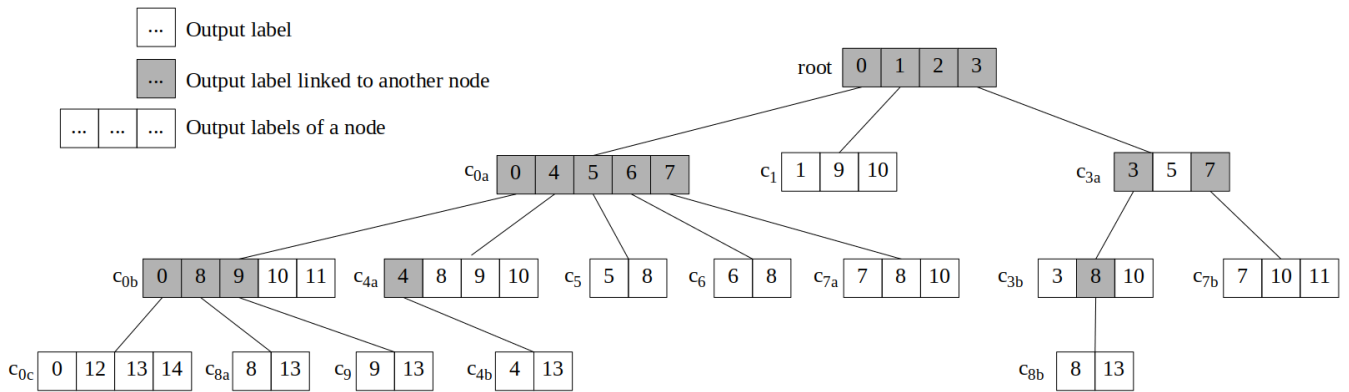 ... Output label
... Output label linked to another node
... ... ... Output labels of a node
root 0 1 2 3
c0a 0 4 5 6 7
c1 1 9 10
c3a 3 5 7
c0b 0 8 9 10 11
c4a 4 8 9 10
c5 5 8
c6 6 8
c7a 7 8 10
c3b 3 8 10
c7b 7 10 11
c0c 0 12 13 14
c8a 8 13
c9 9 13
c4b 4 13
c8b 8 13